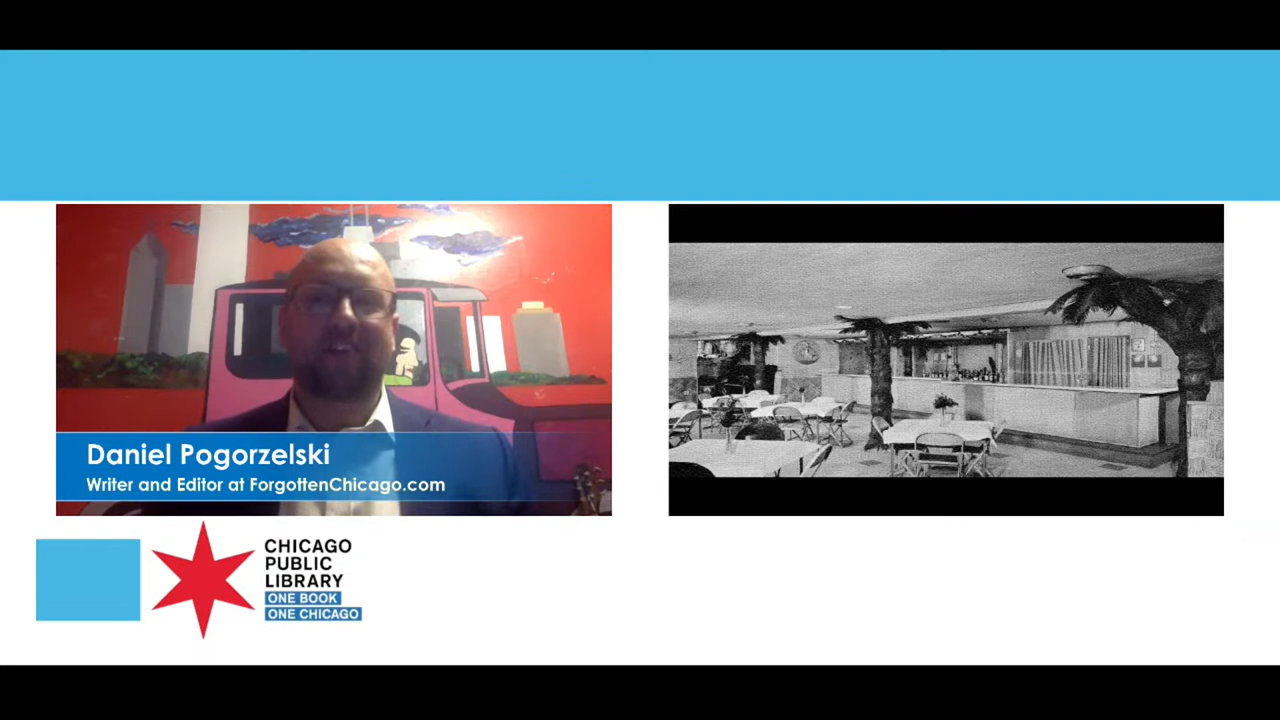 Daniel Pogorzelski
Writer and Editor at ForgottenChicago.com
CHICAGO
PUBLIC
LIBRARY
ONE BOOK
ONE CHICAGO